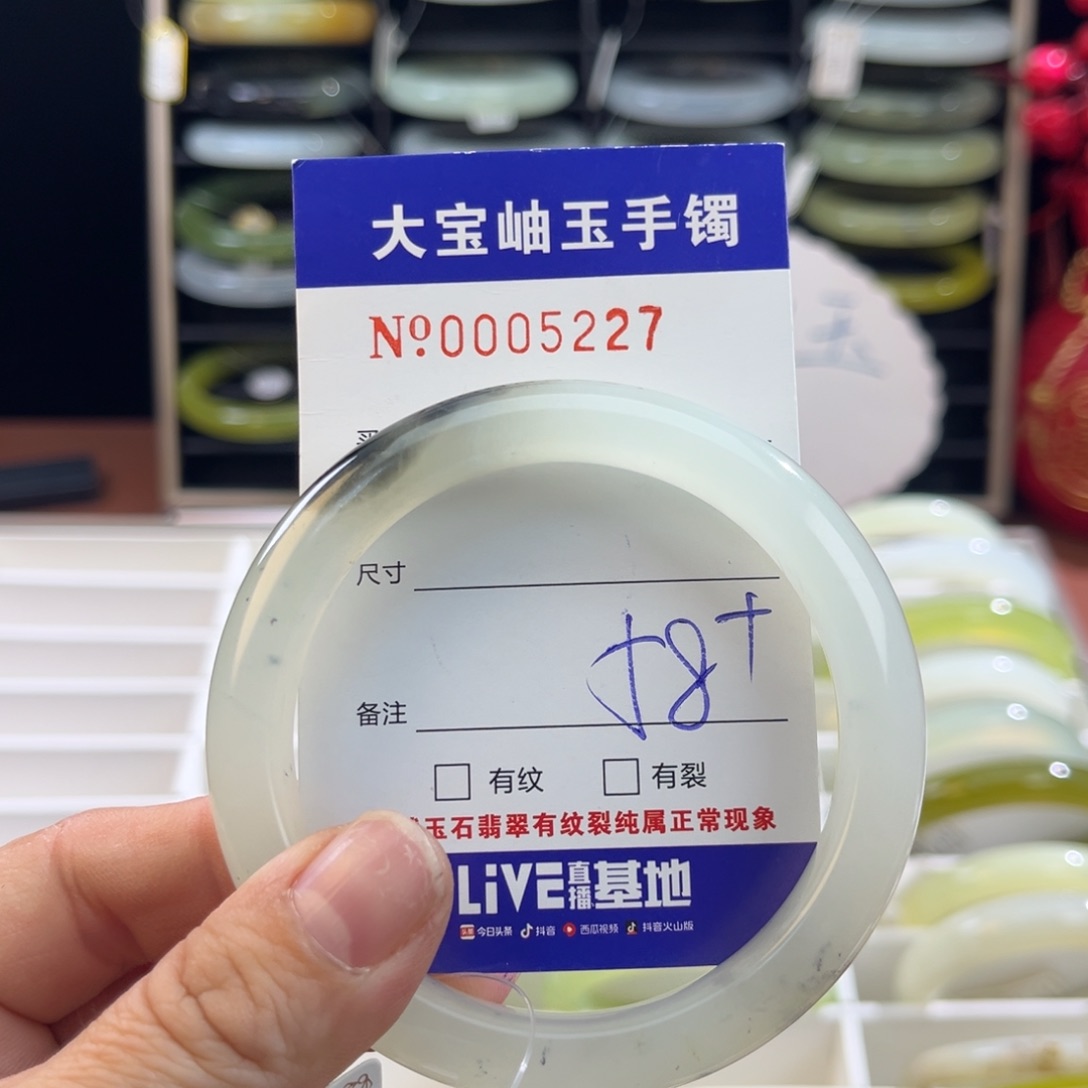 大宝岫玉手镯
Nº0005227
尺寸
58+
备注
有纹 有裂
玉石翡翠有纹裂纯属正常现象
LiVE直播基地
今日头条 抖音 西瓜视频 抖音火山版
玉